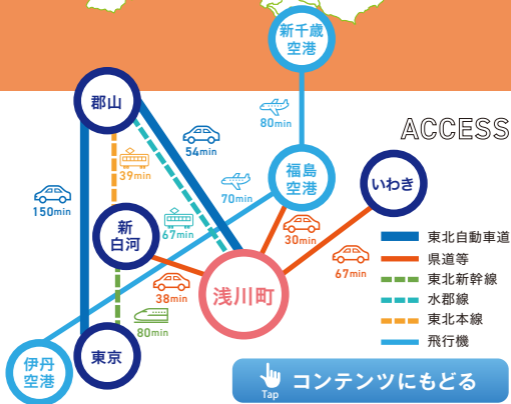 新千歳
空港
郡山
54min
80min
ACCESS
39min
福島
空港
いわき
70min
150min
新
白河
67min
30min
東北自動車道
県道等
67min
38min
浅川町
東北新幹線
水郡線
80min
東北本線
飛行機
伊丹
空港
東京
Tap
コンテンツにもどる